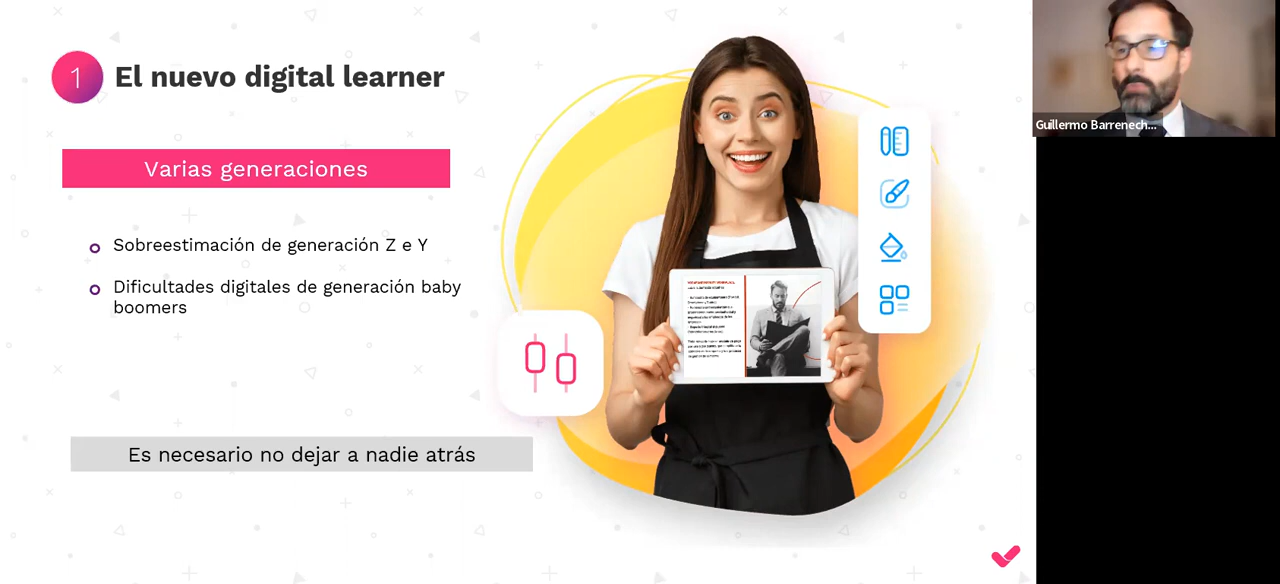 1
El nuevo digital learner
Varias generaciones
Sobreestimación de generación Z e Y
Dificultades digitales de generación baby
boomers
Es necesario no dejar a nadie atrás
Guillermo Barrenech...